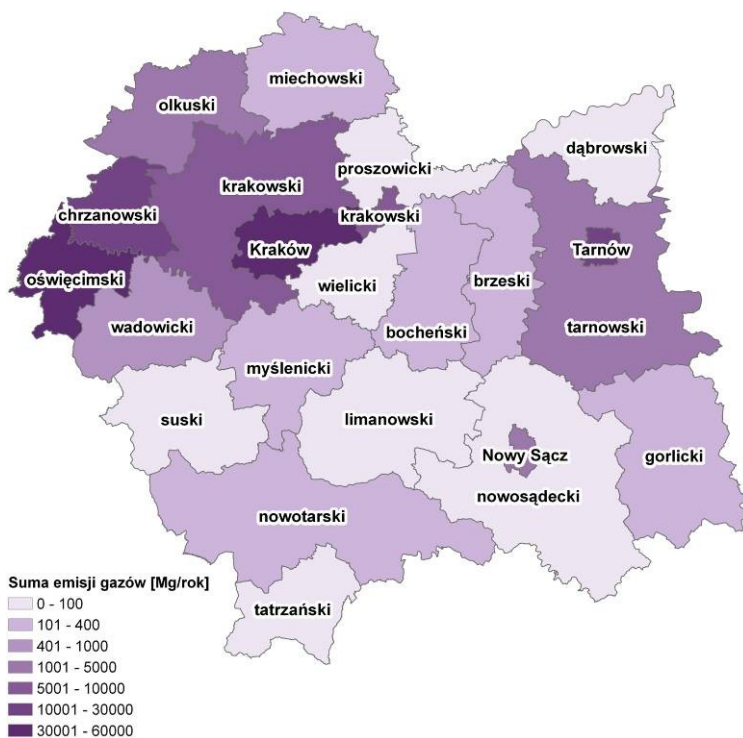 miechowski
olkuski
dąbrowski
proszowicki
krakowski
chrzanowski
krakowski
Kraków
Tarnów
oświęcimski
wielicki
brzeski
wadowicki
bocheński
tarnowski
myślenicki
suski
limanowski
Nowy Sącz
gorlicki
nowosądecki
nowotarski
tatrzański
Suma emisji gazów [Mg/rok]
0 - 100
101 - 400
401 - 1000
1001 - 5000
5001 - 10000
10001 - 30000
30001 - 60000